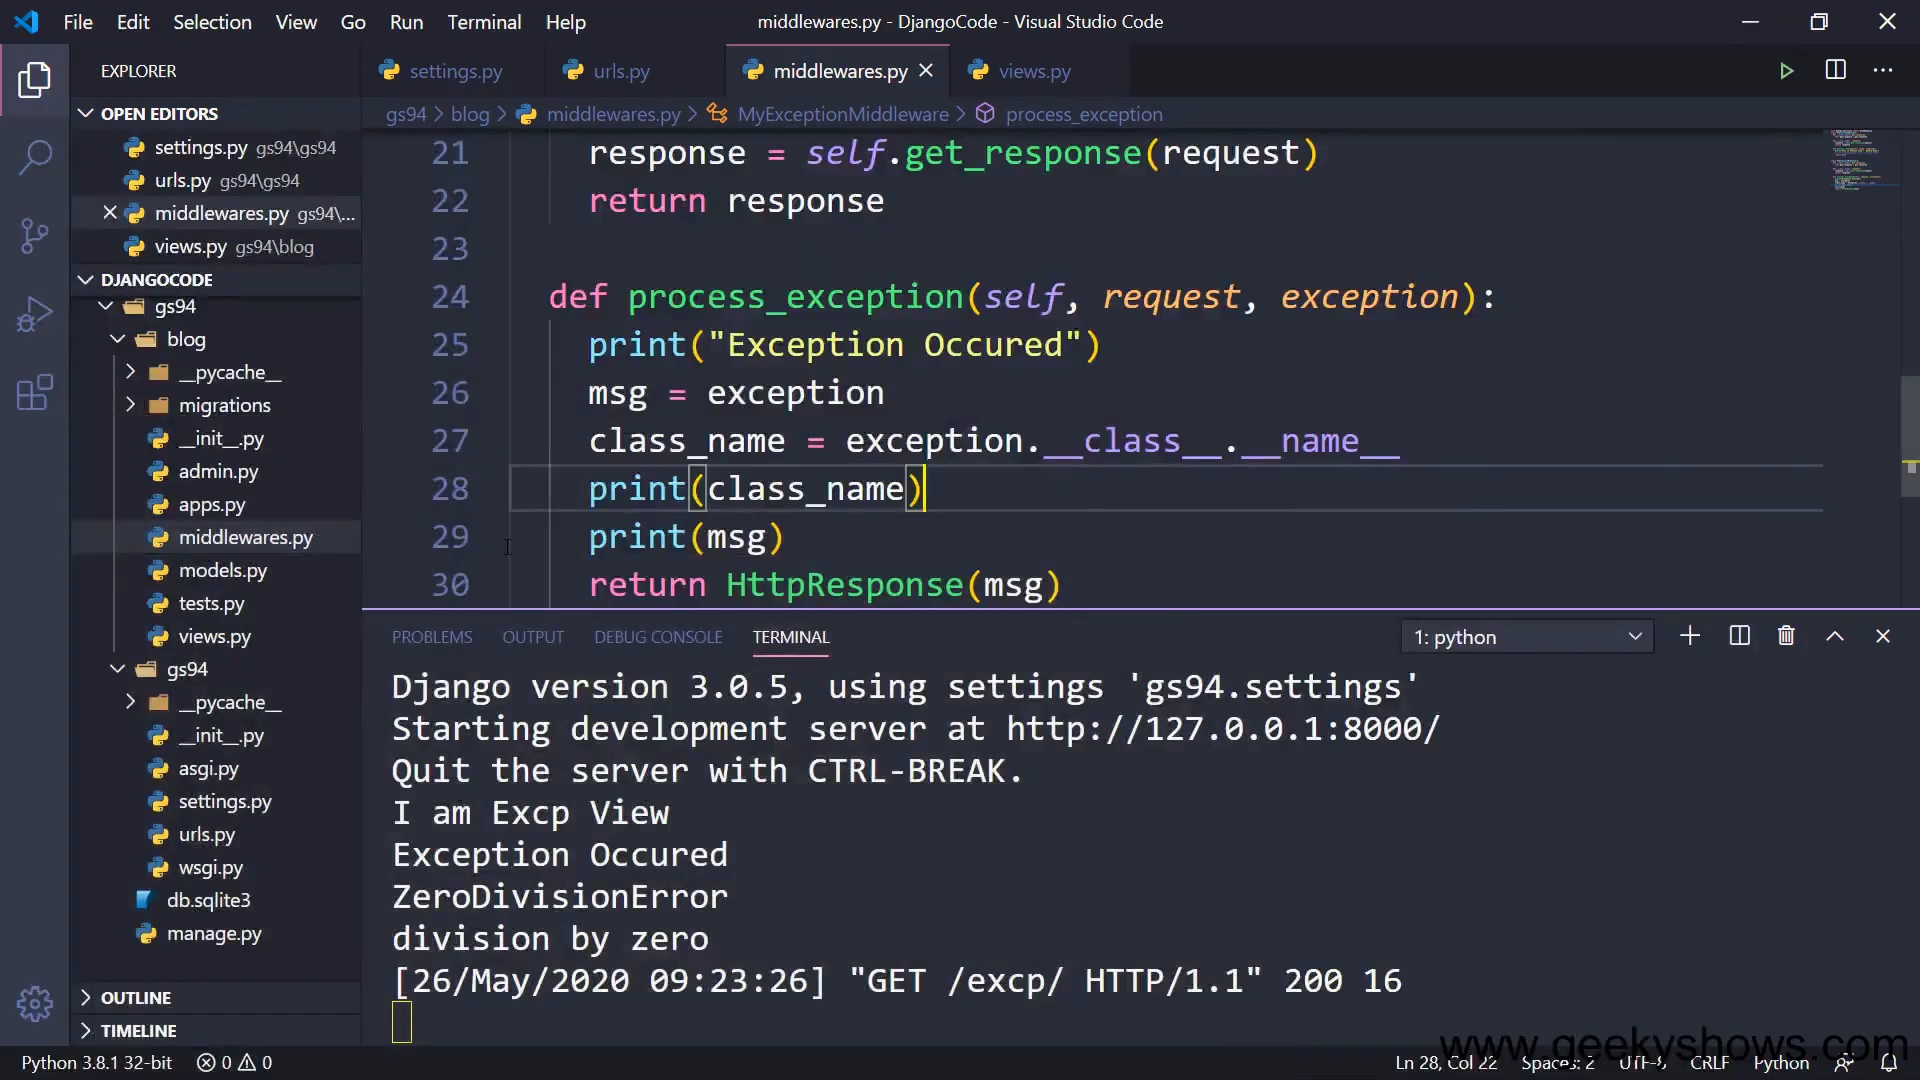 File Edit Selection View Go Run Terminal Help
middlewares.py - DjangoCode - Visual Studio Code
EXPLORER
OPEN EDITORS
settings.py gs94\gs94
urls.py gs94\gs94
middlewares.py gs94\...
views.py gs94\blog
DJANGOCODE
gs94
blog
__pycache__
migrations
__init__.py
admin.py
apps.py
middlewares.py
models.py
tests.py
views.py
gs94
__pycache__
__init__.py
asgi.py
settings.py
urls.py
wsgi.py
db.sqlite3
manage.py
OUTLINE
TIMELINE
settings.py urls.py middlewares.py views.py
gs94 > blog > middlewares.py > MyExceptionMiddleware > process_exception
21 response = self.get_response(request)
22 return response
23
24 def process_exception(self, request, exception):
25 print("Exception Occured")
26 msg = exception
27 class_name = exception.__class__.__name__
28 print(class_name)
29 print(msg)
30 return HttpResponse(msg)
PROBLEMS OUTPUT DEBUG CONSOLE TERMINAL 1: python
Django version 3.0.5, using settings 'gs94.settings'
Starting development server at http://127.0.0.1:8000/
Quit the server with CTRL-BREAK.
I am Excp View
Exception Occured
ZeroDivisionError
division by zero
[26/May/2020 09:23:26] "GET /excp/ HTTP/1.1" 200 16
www.geekyshows.com
Python 3.8.1 32-bit 0 0 Ln 28, Col 22 Spaces: 2 UTF-8 CRLF Python